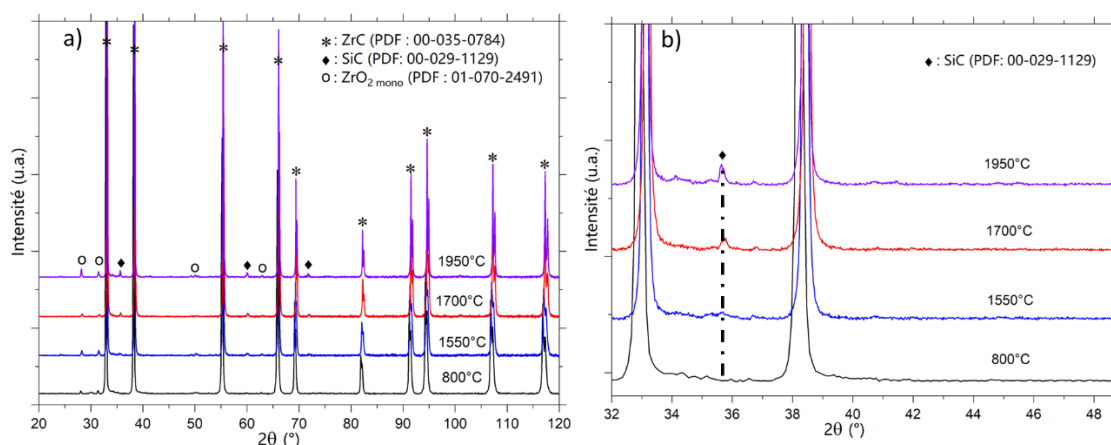 a)
* : ZrC (PDF : 00-035-0784)
♦ : SiC (PDF: 00-029-1129)
o : ZrO2 mono (PDF : 01-070-2491)
Intensité (u.a.)
1950°C
1700°C
1550°C
800°C
20 30 40 50 60 70 80 90 100 110 120
2θ (°)
b)
♦ : SiC (PDF: 00-029-1129)
Intensité (u.a.)
1950°C
1700°C
1550°C
800°C
32 34 36 38 40 42 44 46 48
2θ (°)